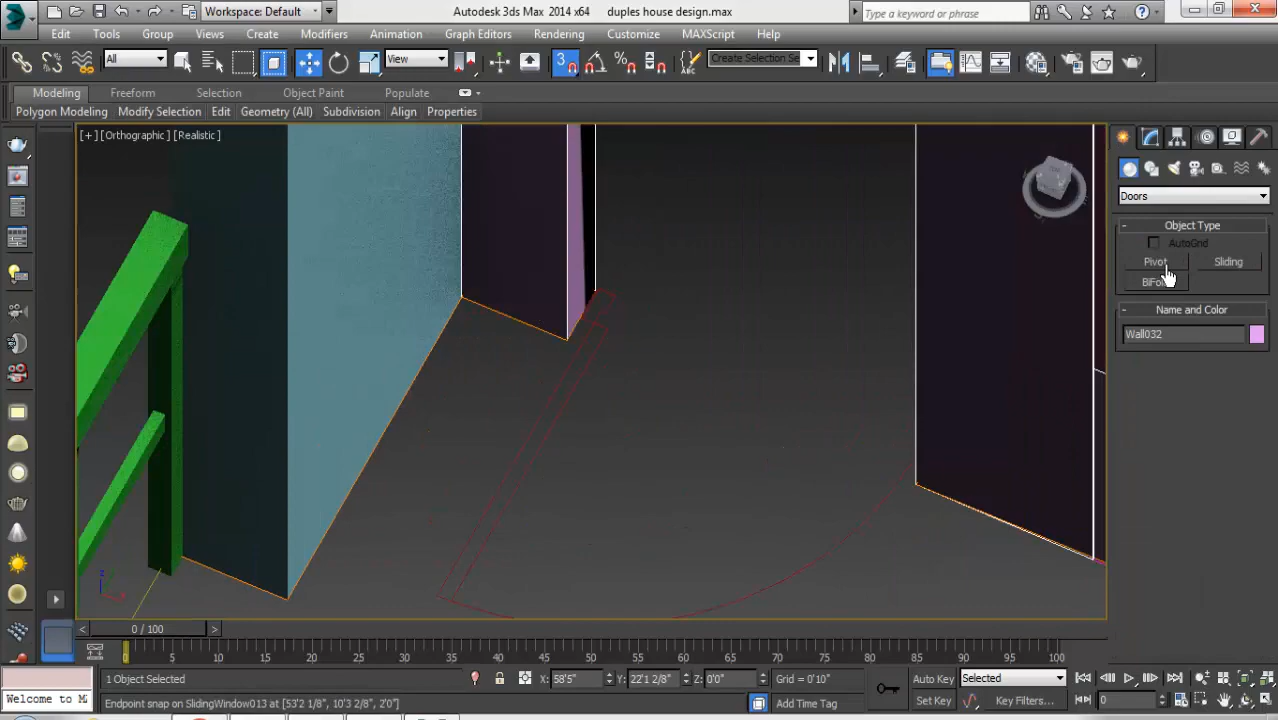 Workspace: Default
Autodesk 3ds Max 2014 x64 duples house design.max
Type a keyword or phrase
Edit Tools Group Views Create Modifiers Animation Graph Editors Rendering Customize MAXScript Help
All
View
3
Create Selection Se
Modeling Freeform Selection Object Paint Populate
Polygon Modeling Modify Selection Edit Geometry (All) Subdivision Align Properties
[+] [Orthographic] [Realistic]
Doors
- Object Type
AutoGrid
Pivot Sliding
BiFo
- Name and Color
Wall032
< 0 / 100 >
0 5 10 15 20 25 30 35 40 45 50 55 60 65 70 75 80 85 90 95 100
1 Object Selected
X: 58'5" Y: 22'1 2/8" Z: 0'0" Grid = 0'10"
Auto Key Selected
Welcome to M
Endpoint snap on SlidingWindow013 at [53'2 1/8", 10'3 2/8", 2'0"]
Add Time Tag
Set Key Key Filters...
0